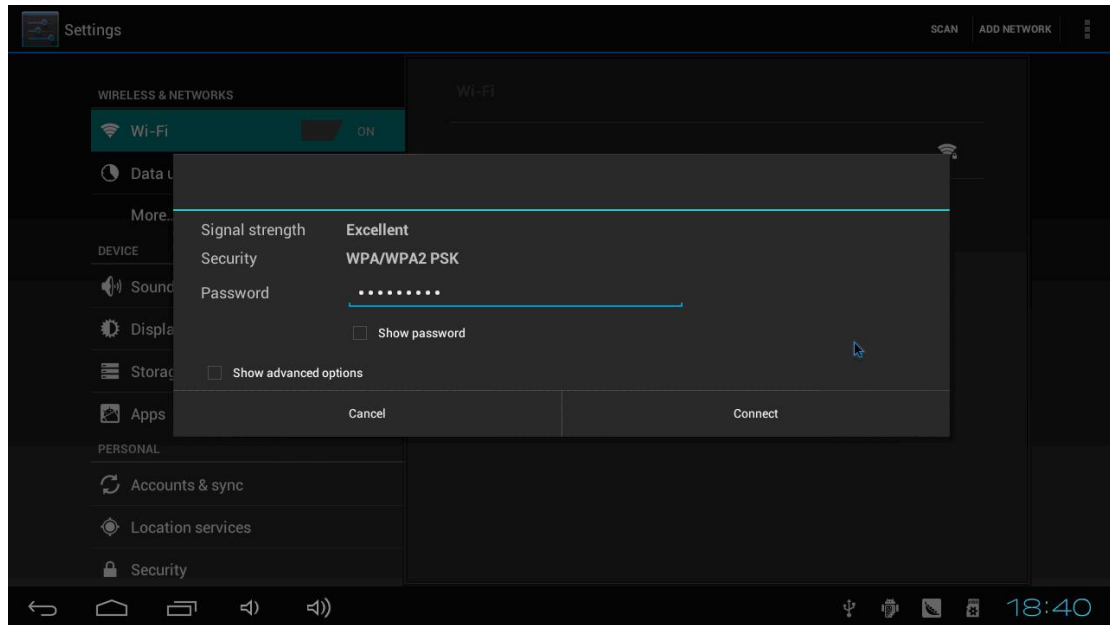 Settings
SCAN ADD NETWORK
WIRELESS & NETWORKS
Wi-Fi
Wi-Fi ON
Data u
More..
Signal strength Excellent
DEVICE
Security WPA/WPA2 PSK
Sound
Password •••••••••
Displa
Show password
Storag
Show advanced options
Apps
Cancel Connect
PERSONAL
Accounts & sync
Location services
Security
18:40